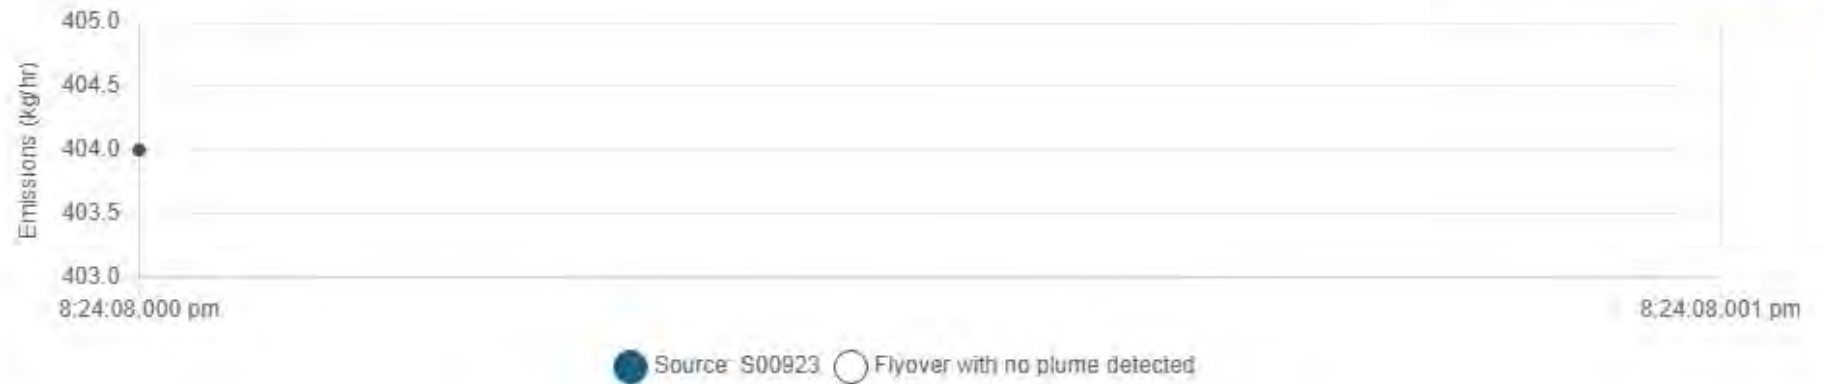 405.0
404.5
Emissions (kg/hr)
404.0
403.5
403.0
8:24:08.000 pm
8:24:08.001 pm
Source: S00923
Flyover with no plume detected